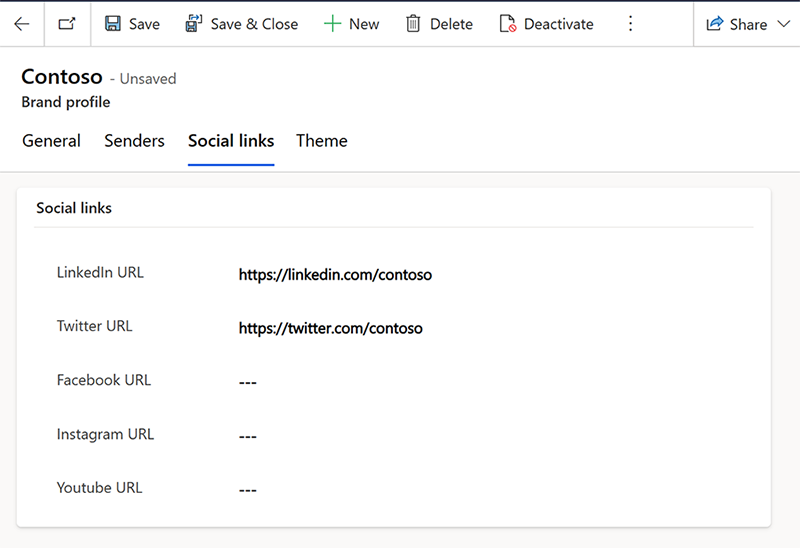 Save Save & Close New Delete Deactivate Share
Contoso - Unsaved
Brand profile
General Senders Social links Theme
Social links
LinkedIn URL https://linkedin.com/contoso
Twitter URL https://twitter.com/contoso
Facebook URL ---
Instagram URL ---
Youtube URL ---